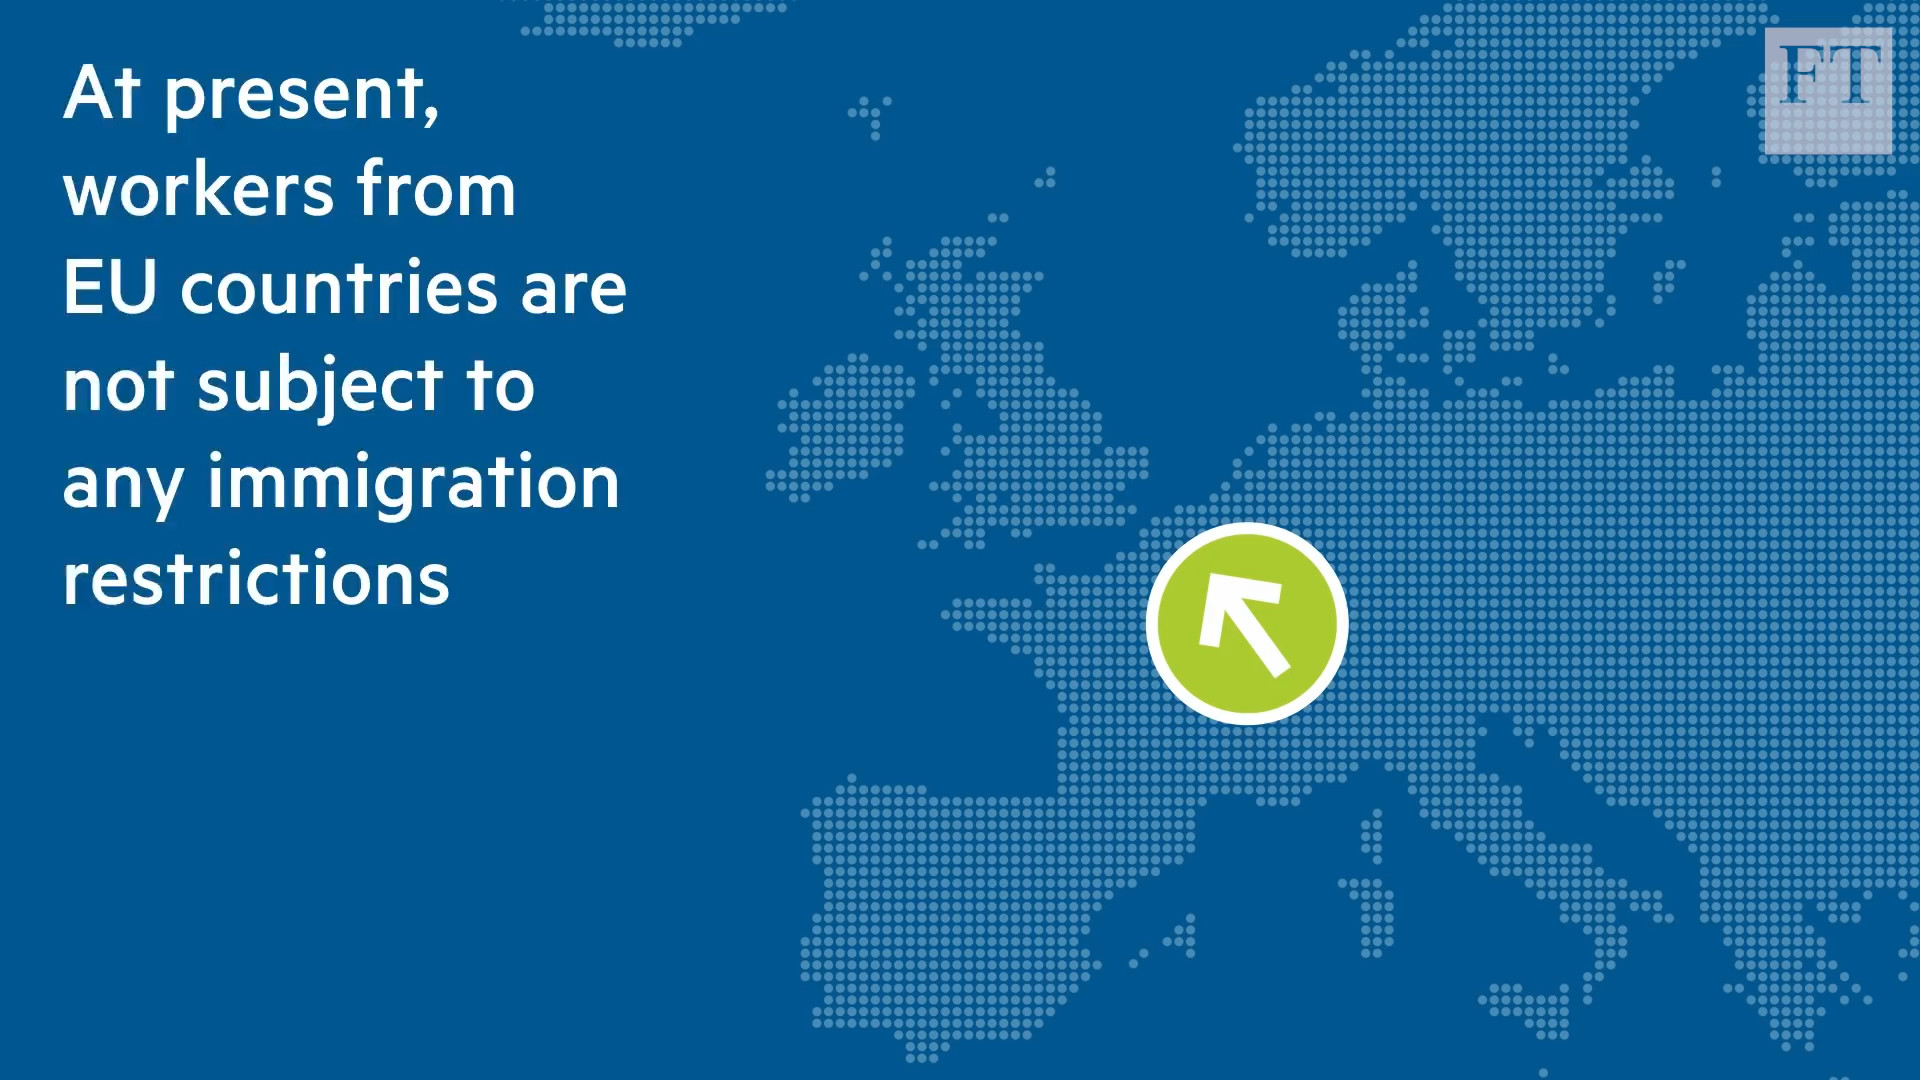 At present,
workers from
EU countries are
not subject to
any immigration
restrictions
FT